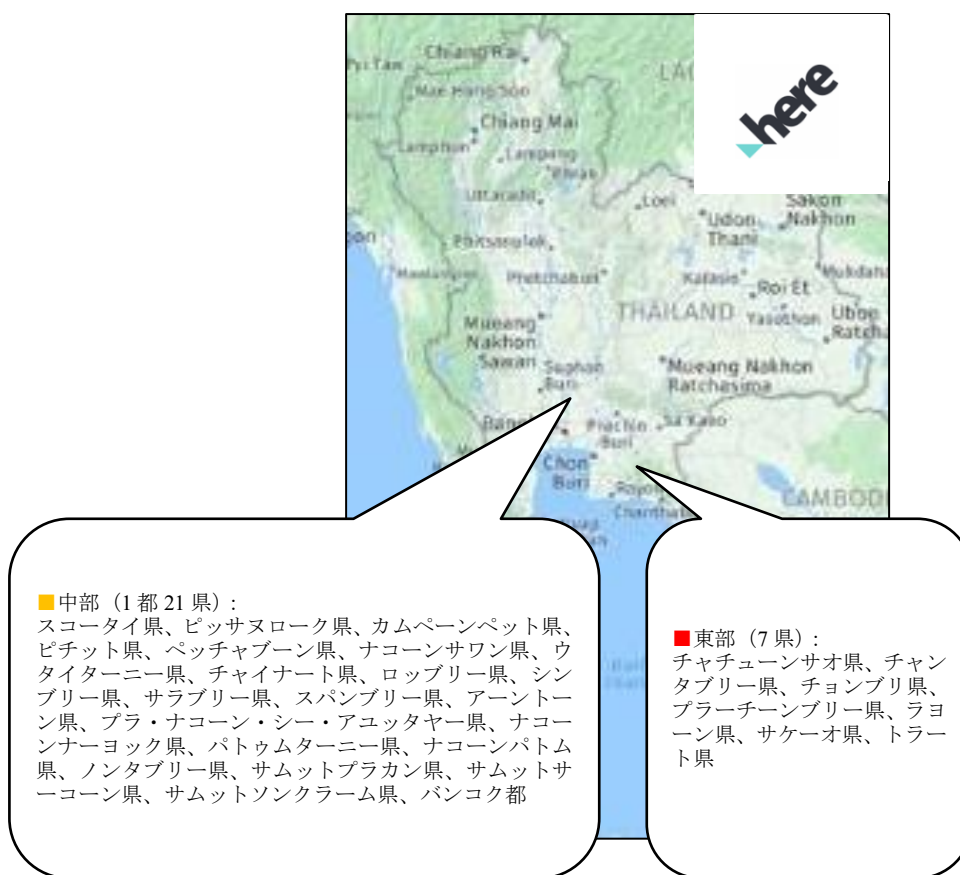 here
Chiang Rai
Mae Hong Son
Chiang Mai
Lamphun
Lampang
Uttaradit
Loei
Udon
Thani
Sakon
Nakhon
Phitsanulok
Phetchabun
Kalasin
Roi Et
THAILAND
Yasothon
Mueang
Nakhon
Sawan
Suphan
Buri
Mueang Nakhon
Ratchasima
Prachin
Buri
Sa Kaeo
Chon
Buri
■中部（1 都 21 県）:
スコータイ県、ピッサヌローク県、カムペーンペット県、
ピチット県、ペッチャブーン県、ナコーンサワン県、ウ
タイターニー県、チャイナート県、ロッブリー県、シン
ブリー県、サラブリー県、スパンブリー県、アーントー
ン県、プラ・ナコーン・シー・アユッタヤー県、ナコー
ンナーヨック県、パトゥムターニー県、ナコーンパトム
県、ノンタブリー県、サムットプラカン県、サムットサ
ーコーン県、サムットソンクラーム県、バンコク都
■東部（7 県）:
チャチューンサオ県、チャン
タブリー県、チョンブリ県、
プラーチーンブリー県、ラヨ
ーン県、サケーオ県、トラー
ト県